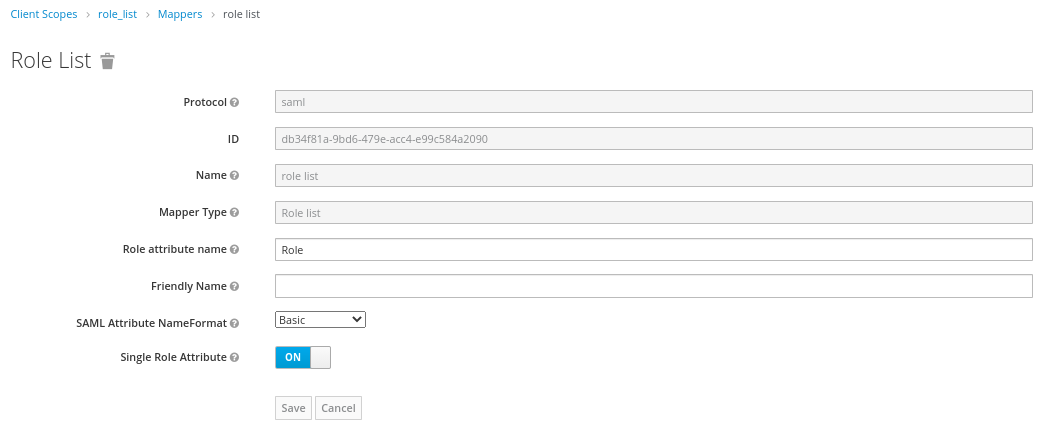 Client Scopes › role_list › Mappers › role list
Role List
Protocol saml
ID db34f81a-9bd6-479e-acc4-e99c584a2090
Name role list
Mapper Type Role list
Role attribute name Role
Friendly Name
SAML Attribute NameFormat Basic
Single Role Attribute ON
Save Cancel